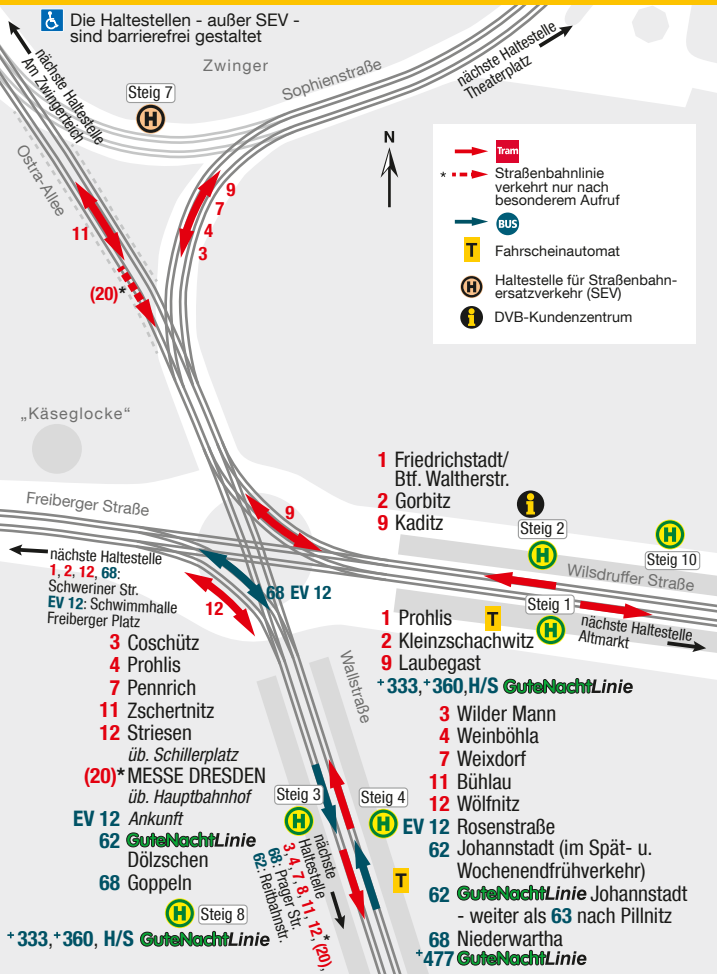 Die Haltestellen - außer SEV -
sind barrierefrei gestaltet
nächste Haltestelle
Am Zwingerteich
Zwinger
Steig 7
H
Sophienstraße
nächste Haltestelle
Theaterplatz
Ostra-Allee
N
Tram
* Straßenbahnlinie
verkehrt nur nach
besonderem Aufruf
BUS
T Fahrscheinautomat
H Haltestelle für Straßenbahn-
ersatzverkehr (SEV)
i DVB-Kundenzentrum
9
7
4
3
11
(20)*
„Käseglocke"
Freiberger Straße
9
1 Friedrichstadt/
Btf. Waltherstr.
2 Gorbitz
9 Kaditz
i
Steig 2
H
H
Steig 10
Wilsdruffer Straße
nächste Haltestelle
1, 2, 12, 68:
Schweriner Str.
EV 12: Schwimmhalle
Freiberger Platz
12
68 EV 12
Steig 1
H
T
nächste Haltestelle
Altmarkt
1 Prohlis
2 Kleinzschachwitz
9 Laubegast
+333,+360,H/S GuteNachtLinie
Wallstraße
3 Coschütz
4 Prohlis
7 Pennrich
11 Zschertnitz
12 Striesen
üb. Schillerplatz
(20)* MESSE DRESDEN
üb. Hauptbahnhof
EV 12 Ankunft
62 GuteNachtLinie
Dölzschen
68 Goppeln
H Steig 8
+333,+360, H/S GuteNachtLinie
Steig 3
H
nächste
Haltestelle
3, 4, 7, 8, 11, 12, (20),*
68: Prager Str.
62: Reitbahnstr.
Steig 4
H
T
3 Wilder Mann
4 Weinböhla
7 Weixdorf
11 Bühlau
12 Wölfnitz
EV 12 Rosenstraße
62 Johannstadt (im Spät- u.
Wochenendfrühverkehr)
62 GuteNachtLinie Johannstadt
- weiter als 63 nach Pillnitz
68 Niederwartha
+477 GuteNachtLinie